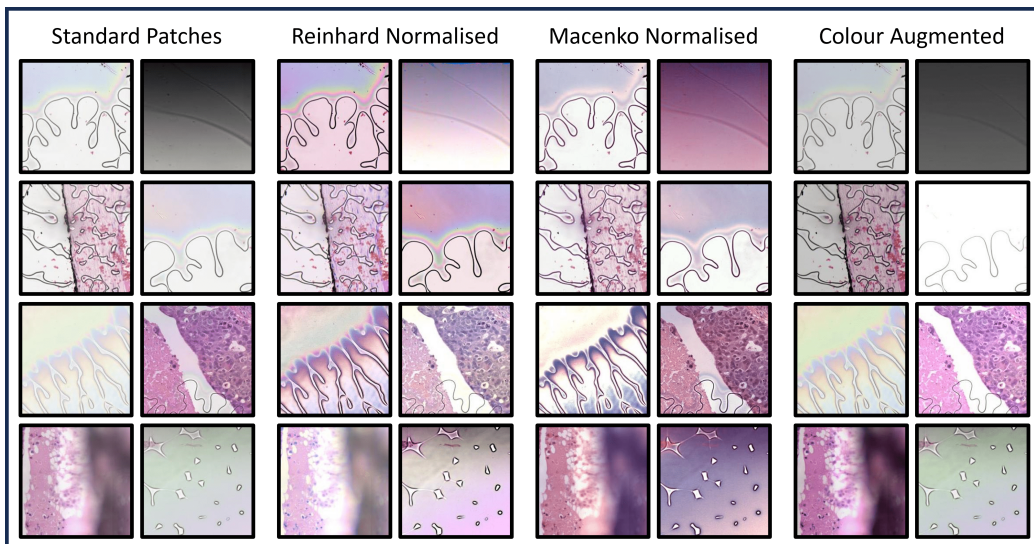 Standard Patches
Reinhard Normalised
Macenko Normalised
Colour Augmented